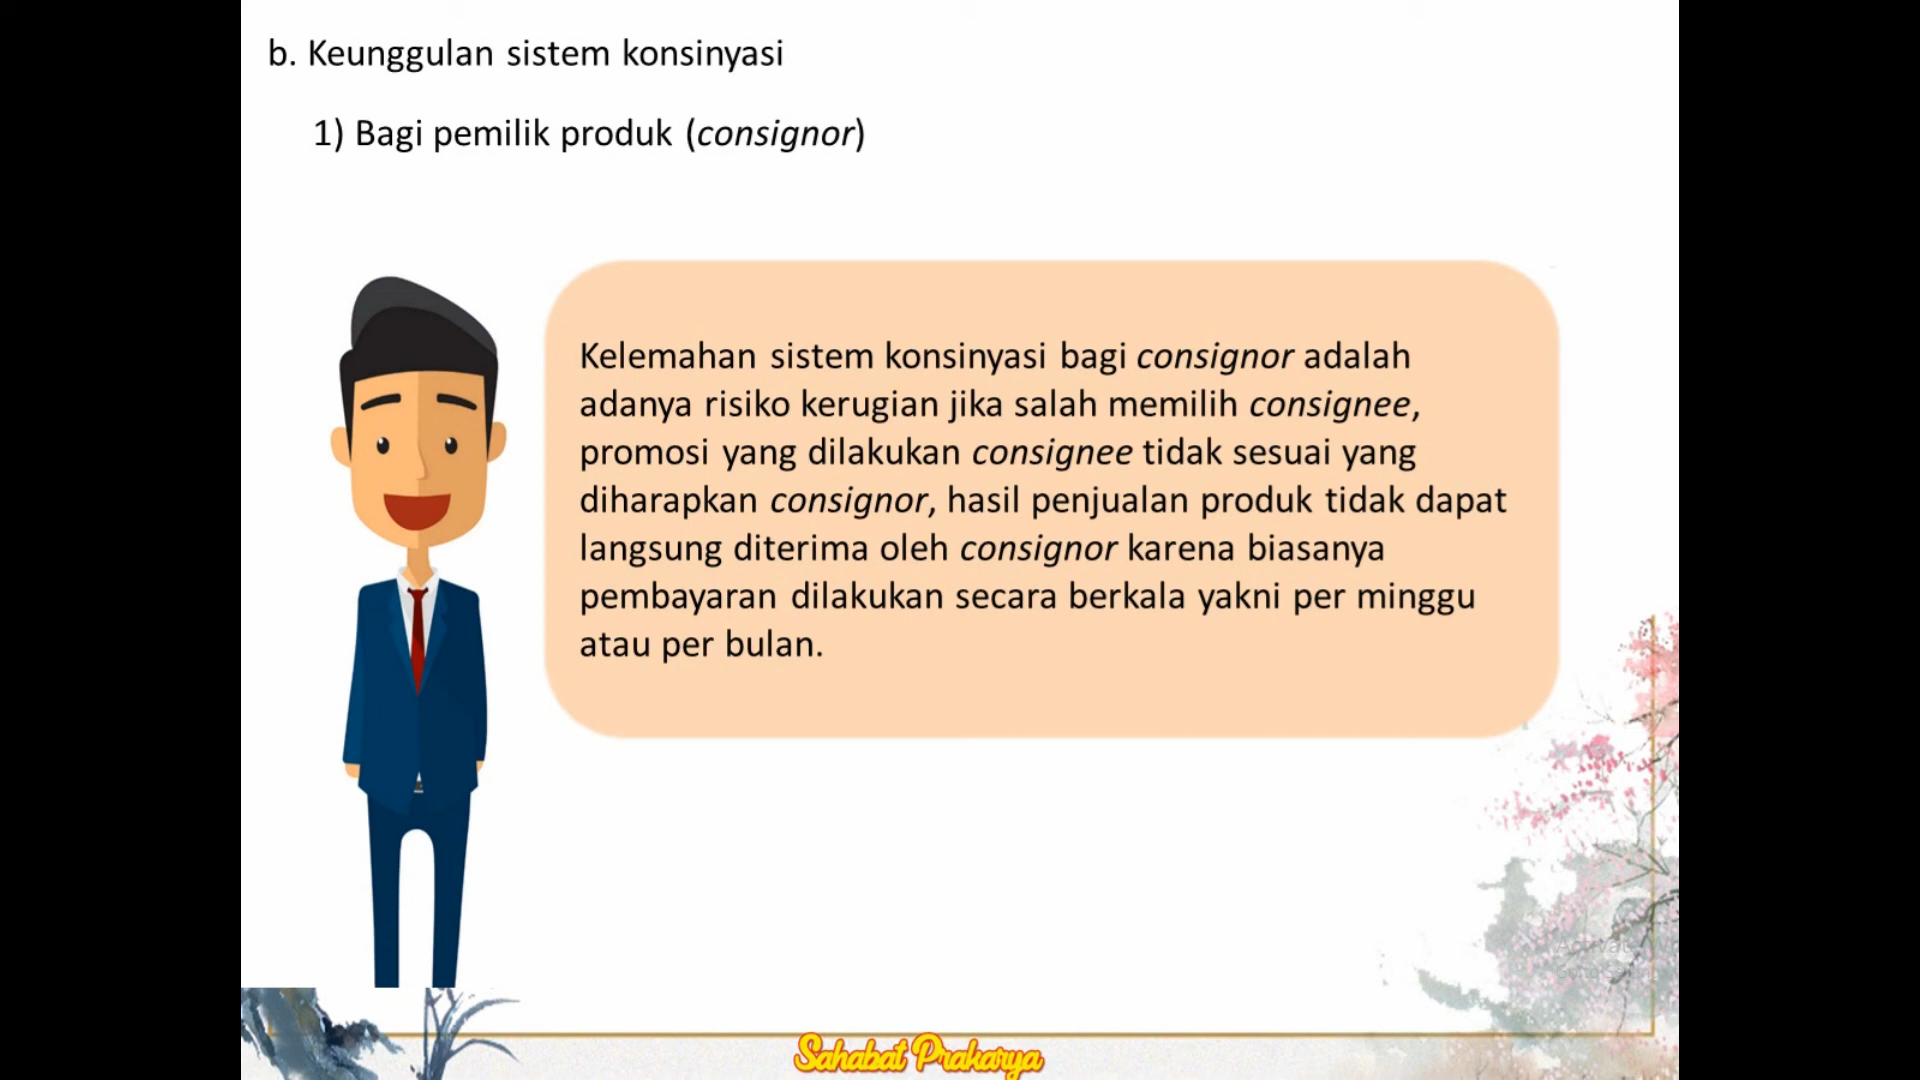 b. Keunggulan sistem konsinyasi
1) Bagi pemilik produk (consignor)
Kelemahan sistem konsinyasi bagi consignor adalah
adanya risiko kerugian jika salah memilih consignee,
promosi yang dilakukan consignee tidak sesuai yang
diharapkan consignor, hasil penjualan produk tidak dapat
langsung diterima oleh consignor karena biasanya
pembayaran dilakukan secara berkala yakni per minggu
atau per bulan.
Sahabat Prakarya